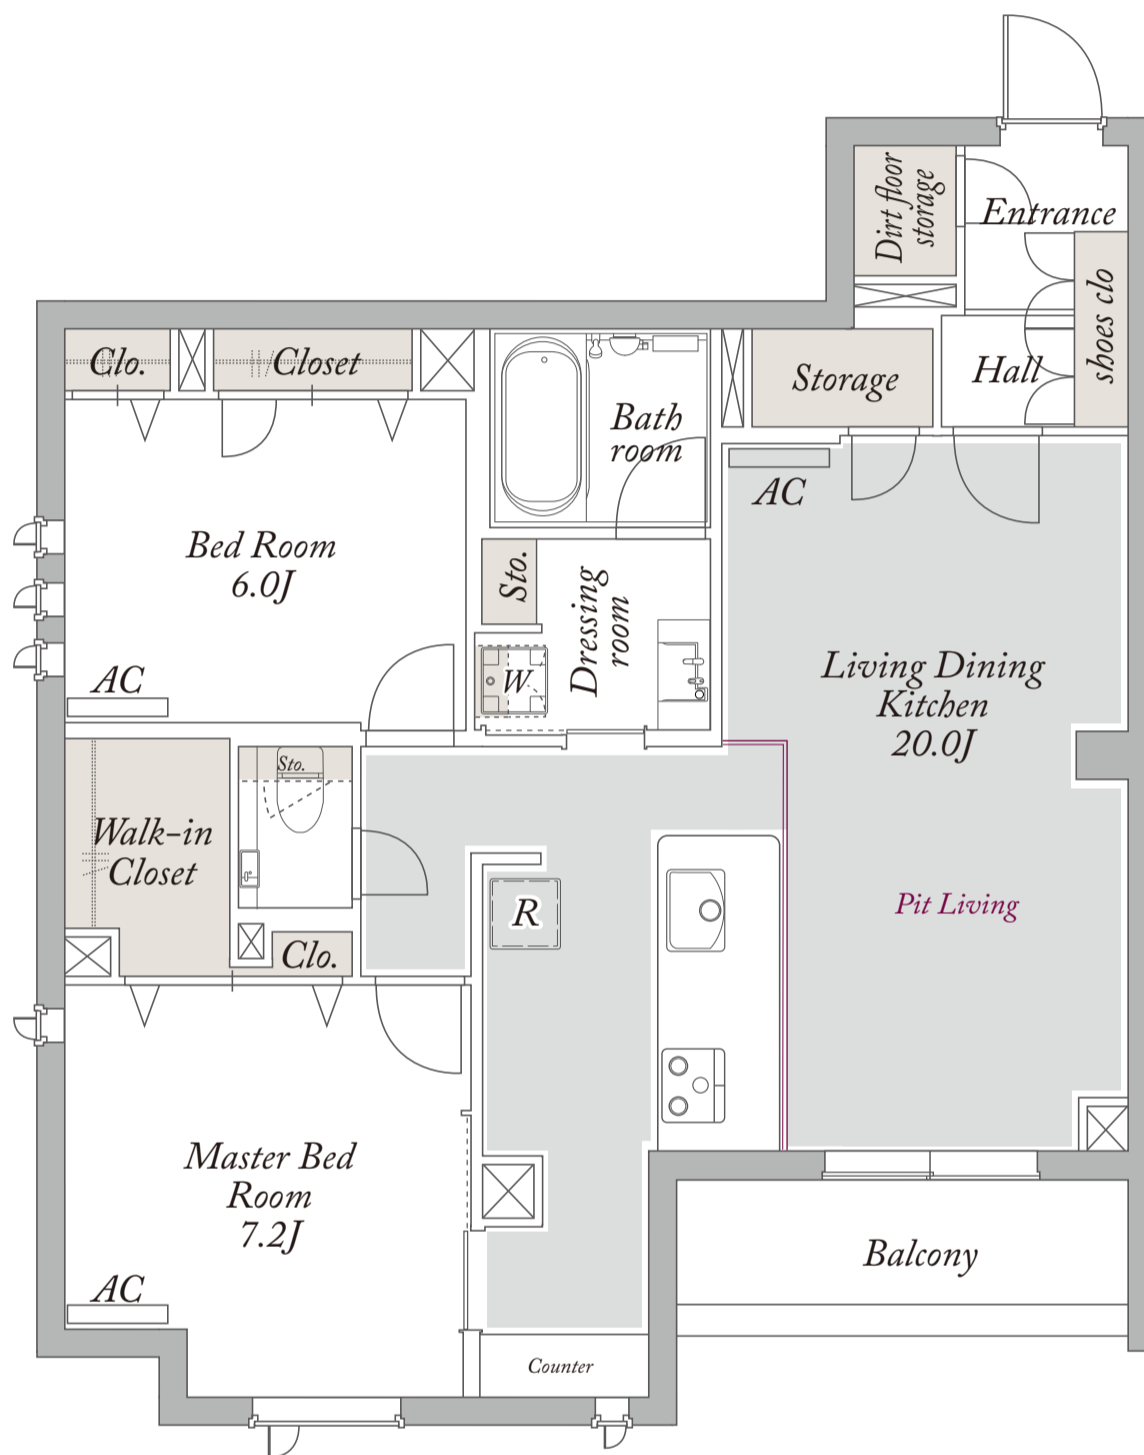 Dirt floor
storage
Entrance
shoes clo
Hall
Storage
Clo.
Closet
Bath
room
AC
Bed Room
6.0J
AC
Sto.
Dressing
room
W
Living Dining
Kitchen
20.0J
Sto.
Walk-in
Closet
R
Pit Living
Clo.
Master Bed
Room
7.2J
AC
Balcony
Counter